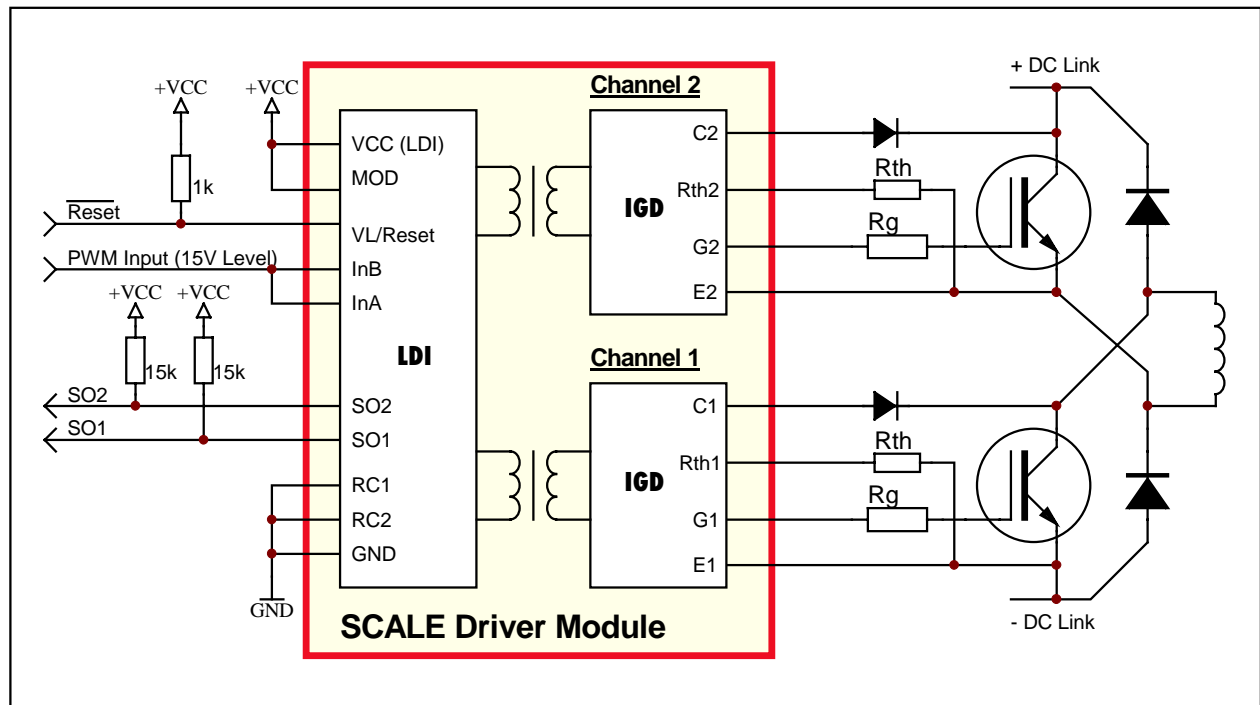 +VCC
+VCC
1k
Reset
PWM Input (15V Level)
+VCC
+VCC
15k
15k
SO2
SO1
GND
VCC (LDI)
MOD
VL/Reset
InB
InA
LDI
SO2
SO1
RC1
RC2
GND
SCALE Driver Module
Channel 2
IGD
C2
Rth2
G2
E2
Channel 1
IGD
C1
Rth1
G1
E1
Rth
Rg
Rth
Rg
+ DC Link
- DC Link